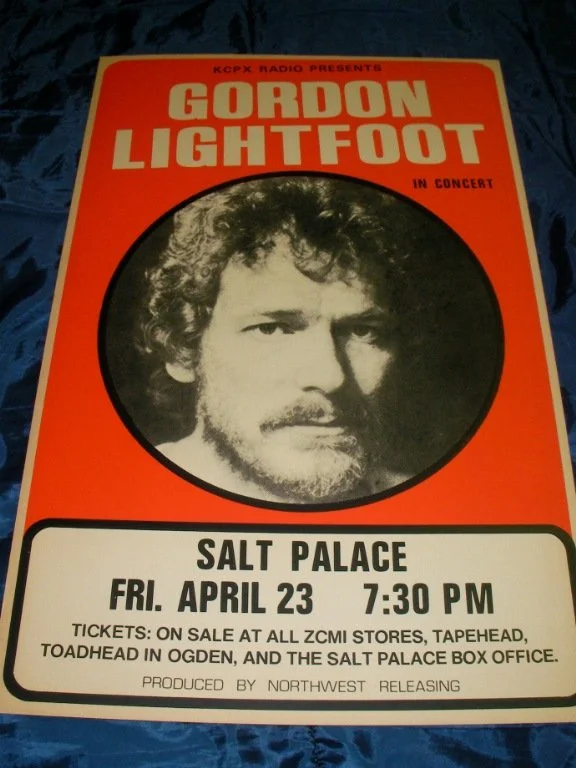 KCPX RADIO PRESENTS
GORDON
LIGHTFOOT
IN CONCERT
SALT PALACE
FRI. APRIL 23 7:30 PM
TICKETS: ON SALE AT ALL ZCMI STORES, TAPEHEAD,
TOADHEAD IN OGDEN, AND THE SALT PALACE BOX OFFICE.
PRODUCED BY NORTHWEST RELEASING